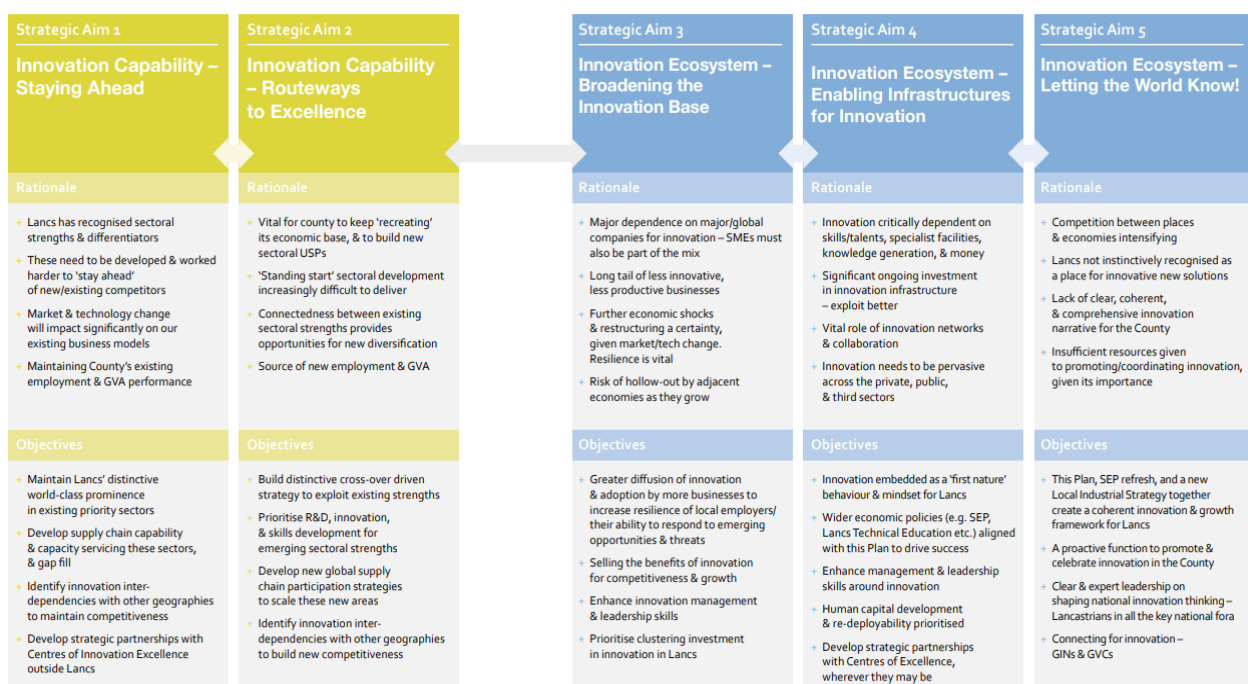 Strategic Aim 1
Innovation Capability –
Staying Ahead
Rationale
+ Lancs has recognised sectoral
strengths & differentiators
+ These need to be developed & worked
harder to ‘stay ahead’
of new/existing competitors
+ Market & technology change
will impact significantly on our
existing business models
+ Maintaining County’s existing
employment & GVA performance
Objectives
+ Maintain Lancs’ distinctive
world-class prominence
in existing priority sectors
+ Develop supply chain capability
& capacity servicing these sectors,
& gap fill
+ Identify innovation inter-
dependencies with other geographies
to maintain competitiveness
+ Develop strategic partnerships with
Centres of Innovation Excellence
outside Lancs
Strategic Aim 2
Innovation Capability
– Routeways
to Excellence
Rationale
+ Vital for county to keep ‘recreating’
its economic base, & to build new
sectoral USPs
+ ‘Standing start’ sectoral development
increasingly difficult to deliver
+ Connectedness between existing
sectoral strengths provides
opportunities for new diversification
+ Source of new employment & GVA
Objectives
+ Build distinctive cross-over driven
strategy to exploit existing strengths
+ Prioritise R&D, innovation,
& skills development for
emerging sectoral strengths
+ Develop new global supply
chain participation strategies
to scale these new areas
+ Identify innovation inter-
dependencies with other geographies
to build new competitiveness
Strategic Aim 3
Innovation Ecosystem –
Broadening the
Innovation Base
Rationale
+ Major dependence on major/global
companies for innovation – SMEs must
also be part of the mix
+ Long tail of less innovative,
less productive businesses
+ Further economic shocks
& restructuring a certainty,
given market/tech change.
Resilience is vital
+ Risk of hollow-out by adjacent
economies as they grow
Objectives
+ Greater diffusion of innovation
& adoption by more businesses to
increase resilience of local employers/
their ability to respond to emerging
opportunities & threats
+ Selling the benefits of innovation
for competitiveness & growth
+ Enhance innovation management
& leadership skills
+ Prioritise clustering investment
in innovation in Lancs
Strategic Aim 4
Innovation Ecosystem –
Enabling Infrastructures
for Innovation
Rationale
+ Innovation critically dependent on
skills/talents, specialist facilities,
knowledge generation, & money
+ Significant ongoing investment
in innovation infrastructure
– exploit better
+ Vital role of innovation networks
& collaboration
+ Innovation needs to be pervasive
across the private, public,
& third sectors
Objectives
+ Innovation embedded as a ‘first nature’
behaviour & mindset for Lancs
+ Wider economic policies (e.g. SEP,
Lancs Technical Education etc.) aligned
with this Plan to drive success
+ Enhance management & leadership
skills around innovation
+ Human capital development
& re-deployability prioritised
+ Develop strategic partnerships
with Centres of Excellence,
wherever they may be
Strategic Aim 5
Innovation Ecosystem –
Letting the World Know!
Rationale
+ Competition between places
& economies intensifying
+ Lancs not instinctively recognised as
a place for innovative new solutions
+ Lack of clear, coherent,
& comprehensive innovation
narrative for the County
+ Insufficient resources given
to promoting/coordinating innovation,
given its importance
Objectives
+ This Plan, SEP refresh, and a new
Local Industrial Strategy together
create a coherent innovation & growth
framework for Lancs
+ A proactive function to promote &
celebrate innovation in the County
+ Clear & expert leadership on
shaping national innovation thinking –
Lancastrians in all the key national fora
+ Connecting for innovation –
GINs & GVCs